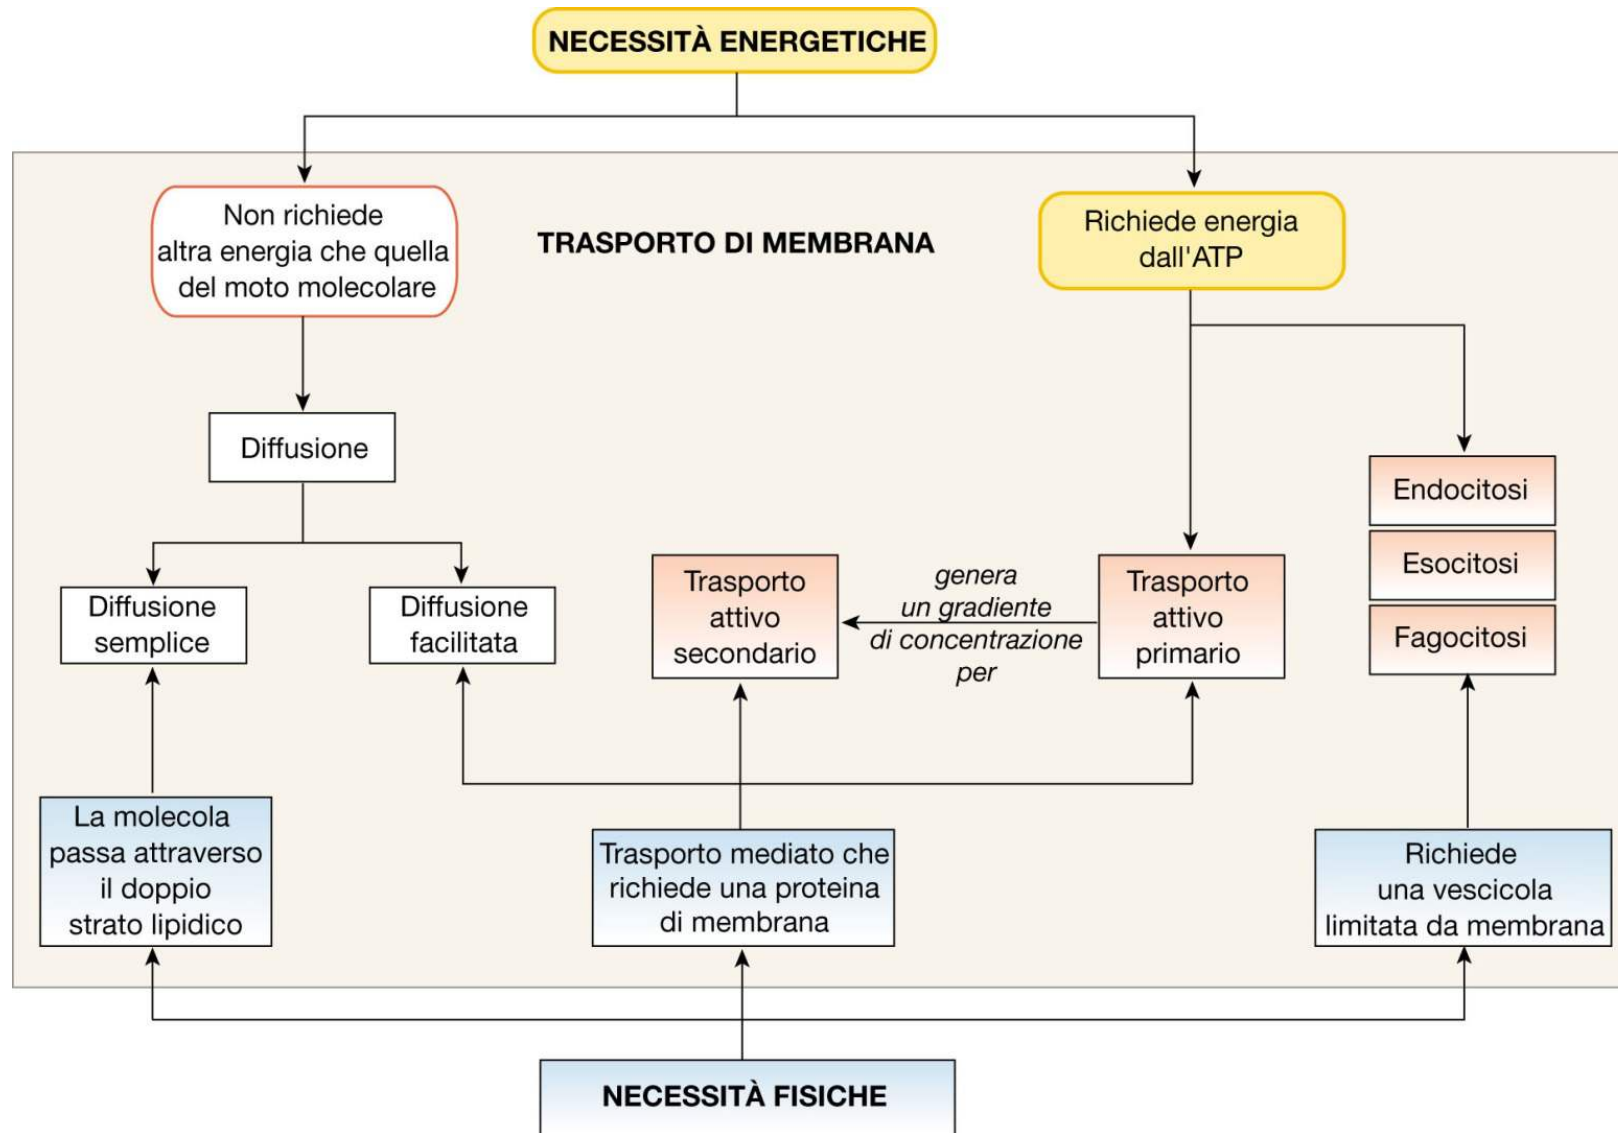 NECESSITÀ ENERGETICHE
Non richiede
altra energia che quella
del moto molecolare
TRASPORTO DI MEMBRANA
Richiede energia
dall'ATP
Diffusione
Endocitosi
Esocitosi
Fagocitosi
Diffusione
semplice
Diffusione
facilitata
Trasporto
attivo
secondario
genera
un gradiente
di concentrazione
per
Trasporto
attivo
primario
La molecola
passa attraverso
il doppio
strato lipidico
Trasporto mediato che
richiede una proteina
di membrana
Richiede
una vescicola
limitata da membrana
NECESSITÀ FISICHE